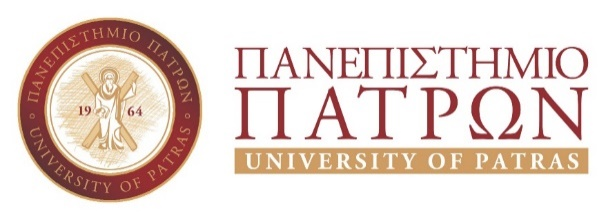 ΠΑΝΕΠΙΣΤΗΜΙΟ ΠΑΤΡΩΝ
19 64
UNIVERSITY OF PATRAS
ΠΑΝΕΠΙΣΤΗΜΙΟ
ΠΑΤΡΩΝ
UNIVERSITY OF PATRAS